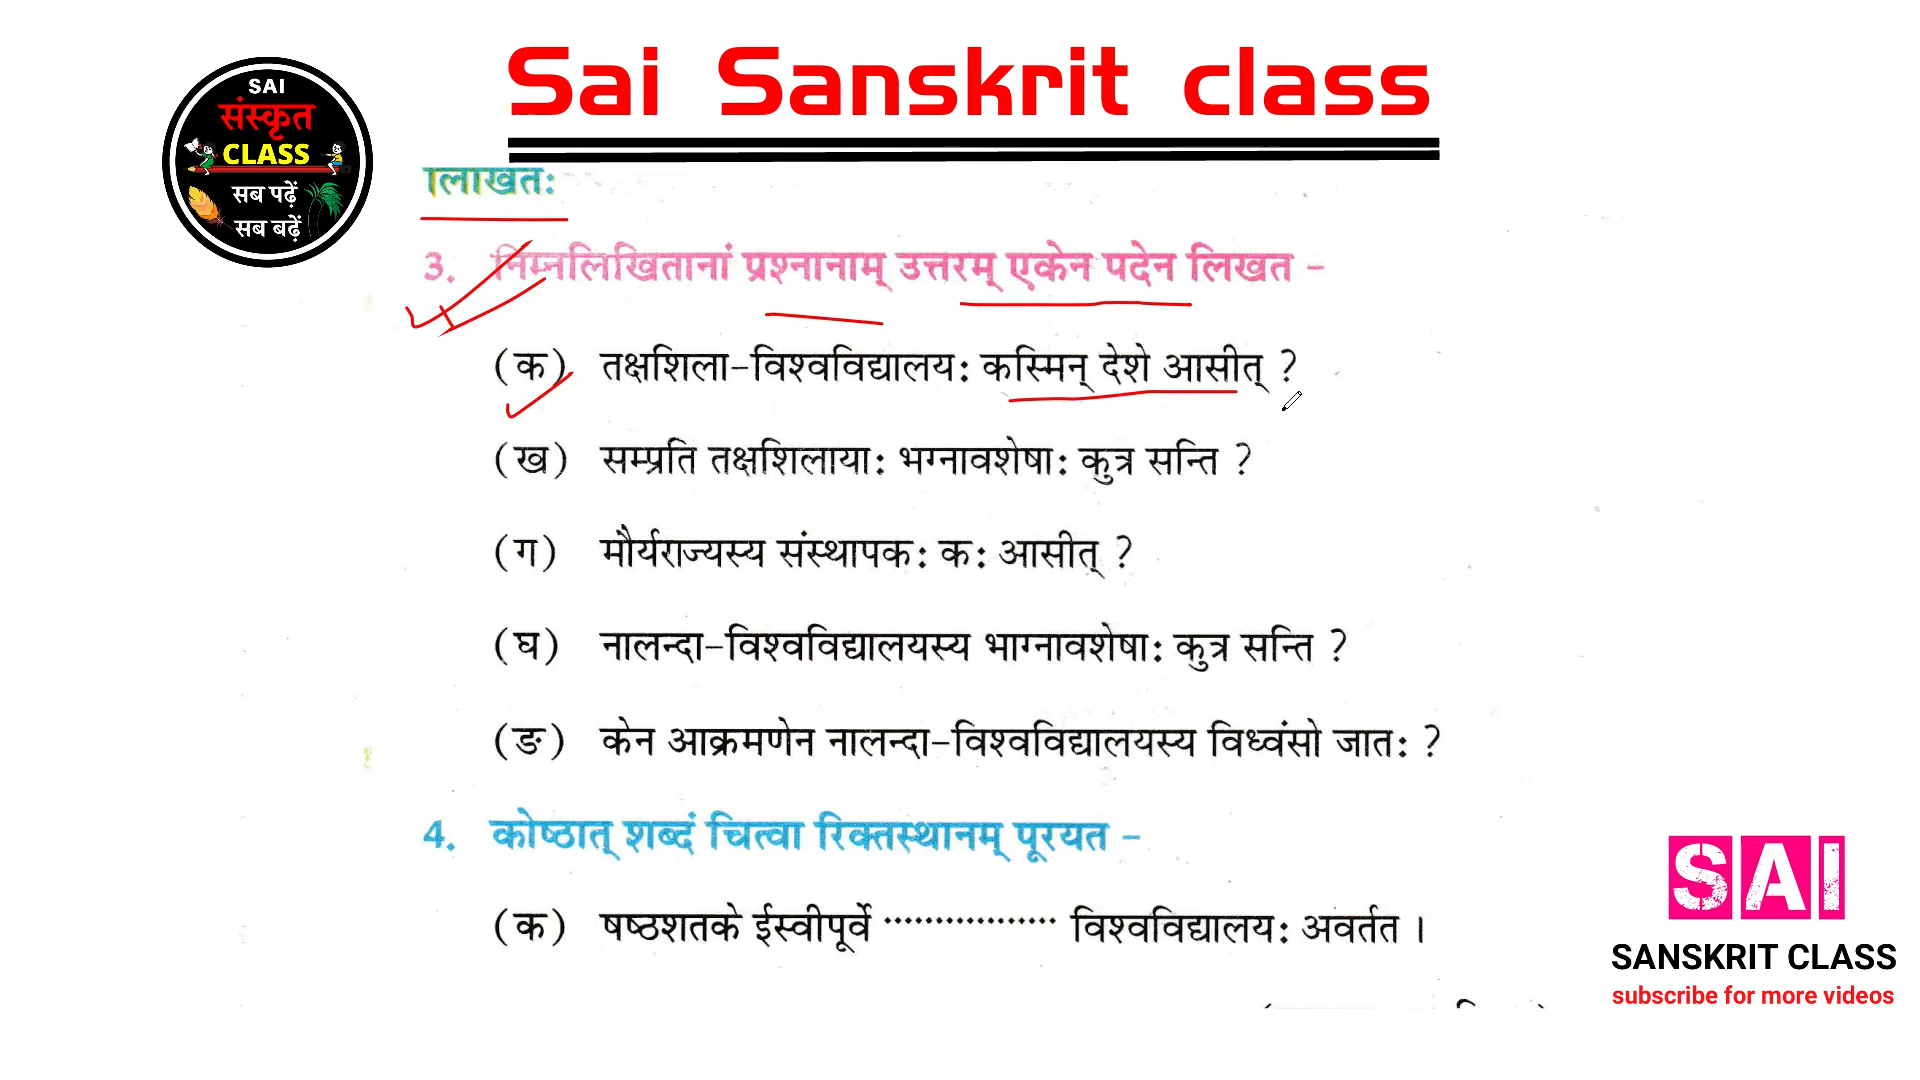 Sai Sanskrit class
SAI
संस्कृत
CLASS
सब पढ़ें
सब बढ़ें
लिखतः
3. निम्नलिखितानां प्रश्नानाम् उत्तरम् एकेन पदेन लिखत –
(क) तक्षशिला-विश्वविद्यालयः कस्मिन् देशे आसीत् ?
(ख) सम्प्रति तक्षशिलायाः भग्नावशेषाः कुत्र सन्ति ?
(ग) मौर्यराज्यस्य संस्थापकः कः आसीत् ?
(घ) नालन्दा-विश्वविद्यालयस्य भाग्नावशेषाः कुत्र सन्ति ?
(ङ) केन आक्रमणेन नालन्दा-विश्वविद्यालयस्य विध्वंसो जातः ?
4. कोष्ठात् शब्दं चित्वा रिक्तस्थानम् पूरयत –
(क) षष्ठशतके ईस्वीपूर्वे ................. विश्वविद्यालयः अवर्तत ।
SAI
SANSKRIT CLASS
subscribe for more videos